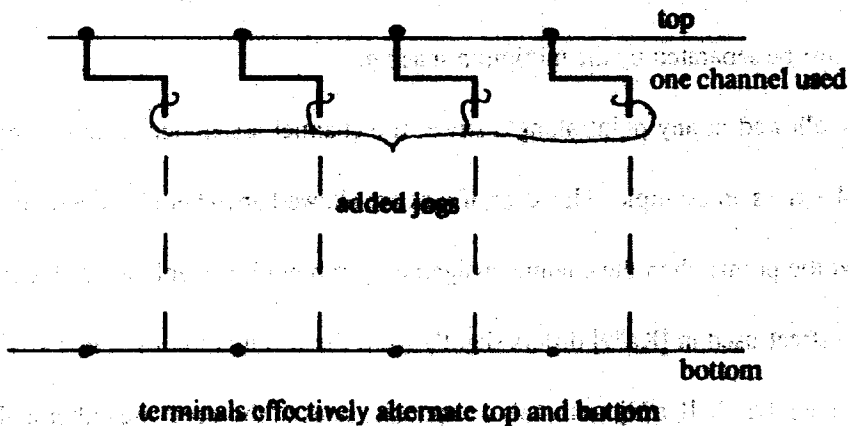 top
one channel used
added jogs
bottom
terminals effectively alternate top and bottom